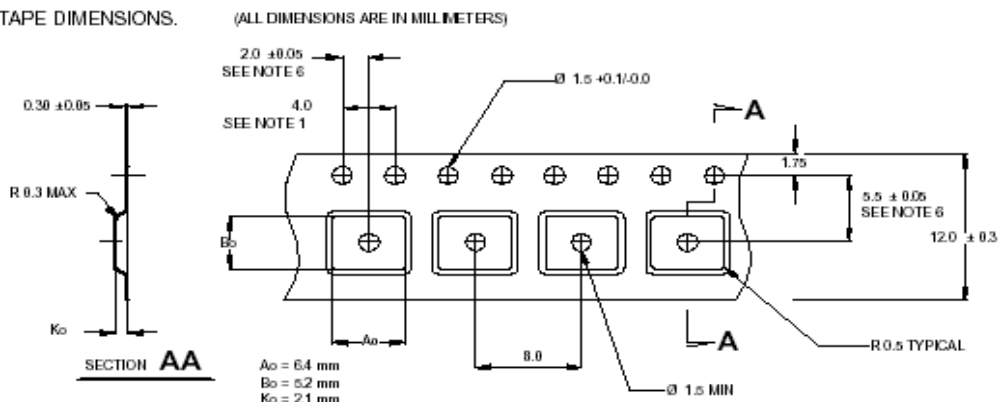 TAPE DIMENSIONS. (ALL DIMENSIONS ARE IN MILLIMETERS)
2.0 ±0.05
SEE NOTE 6
Ø 1.5 +0.1/-0.0
0.30 ±0.05
4.0
SEE NOTE 1
A
1.75
R 0.3 MAX
5.5 ± 0.05
SEE NOTE 6
Bo
12.0 ± 0.3
Ko
Ao
A
SECTION AA
8.0
R 0.5 TYPICAL
Ao = 6.4 mm
Bo = 5.2 mm
Ko = 2.1 mm
Ø 1.5 MIN